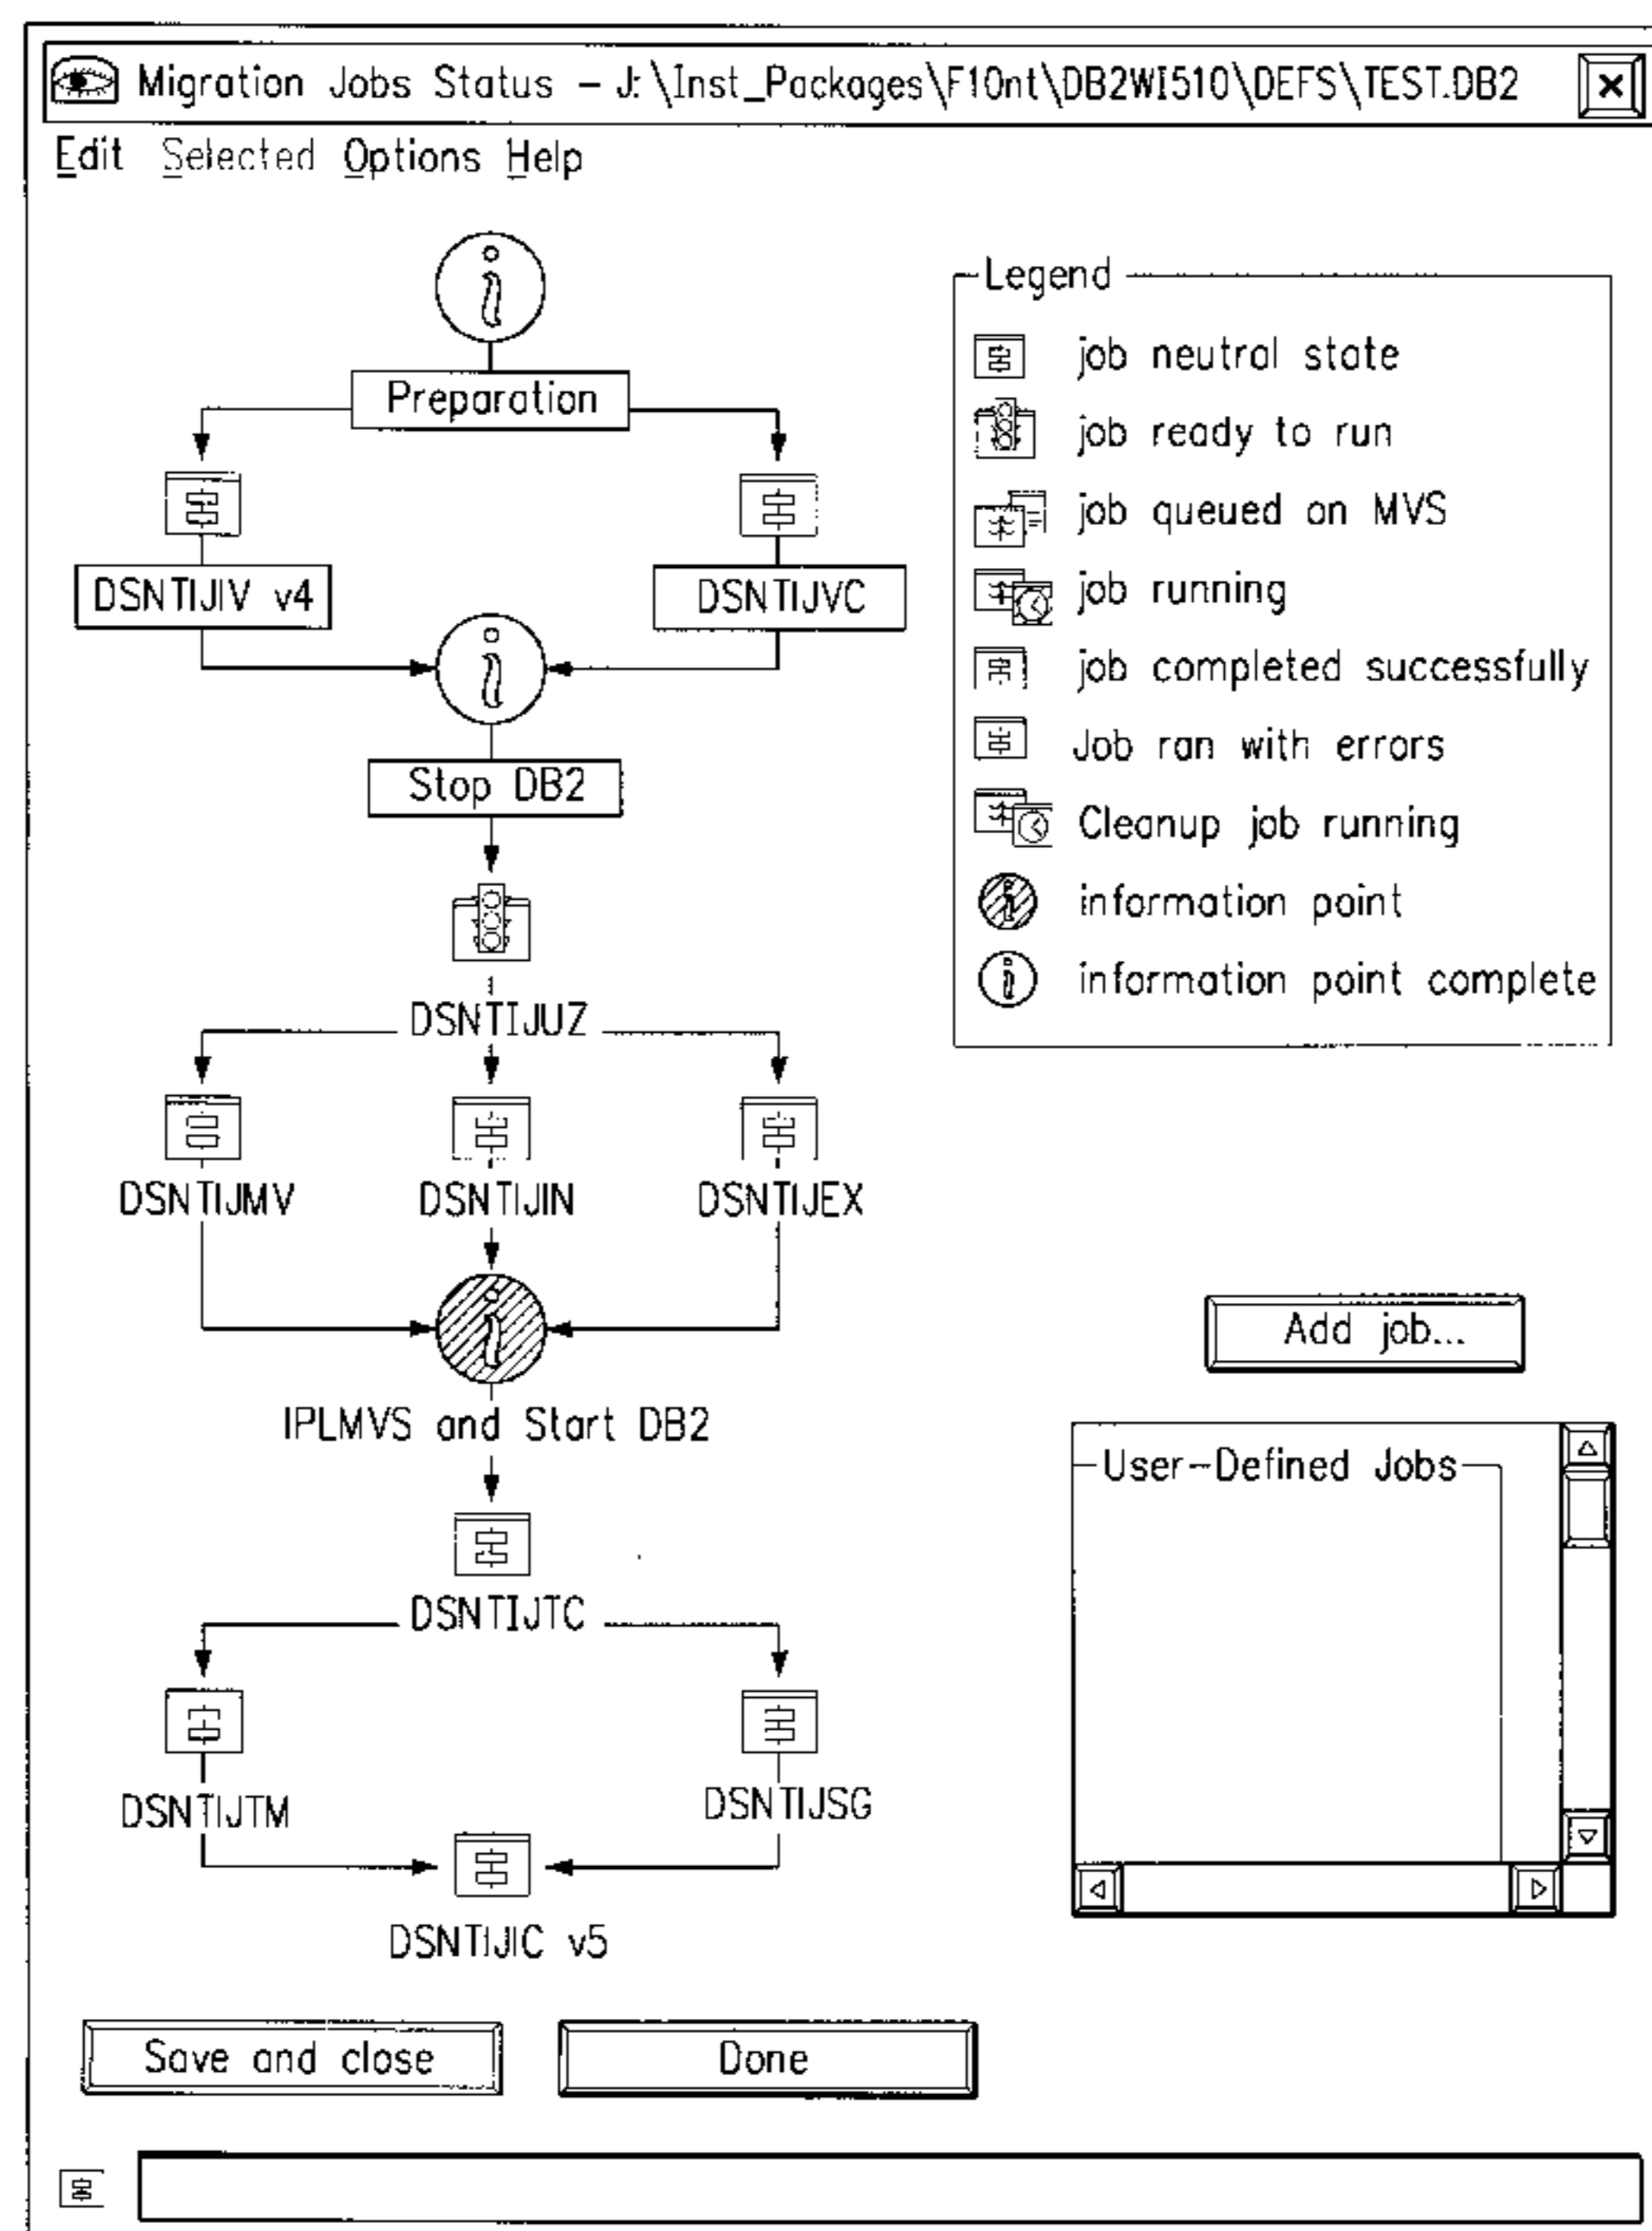 Migration Jobs Status – J:\Inst_Packages\F10nt\DB2WI510\DEFS\TEST.DB2
Edit Selected Options Help
Preparation
DSNTIJIV v4
DSNTIJVC
Stop DB2
DSNTIJUZ
DSNTIJMV
DSNTIJIN
DSNTIJEX
IPLMVS and Start DB2
DSNTIJTC
DSNTIJTM
DSNTIJSG
DSNTIJIC v5
Legend
job neutral state
job ready to run
job queued on MVS
job running
job completed successfully
Job ran with errors
Cleanup job running
information point
information point complete
Add job...
User-Defined Jobs
Save and close
Done